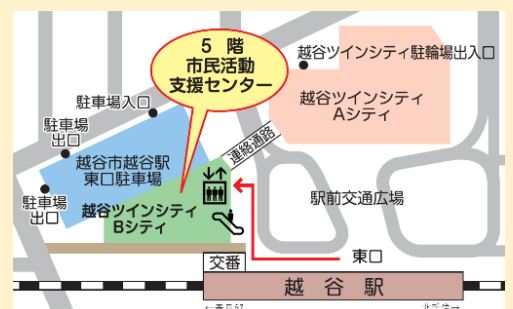 5 階
市民活動
支援センター
越谷ツインシティ駐輪場出入口
越谷ツインシティ
Aシティ
駐車場入口
駐車場
出口
越谷市越谷駅
東口駐車場
連絡通路
駐車場
出口
越谷ツインシティ
Bシティ
駅前交通広場
交番
東口
越 谷 駅